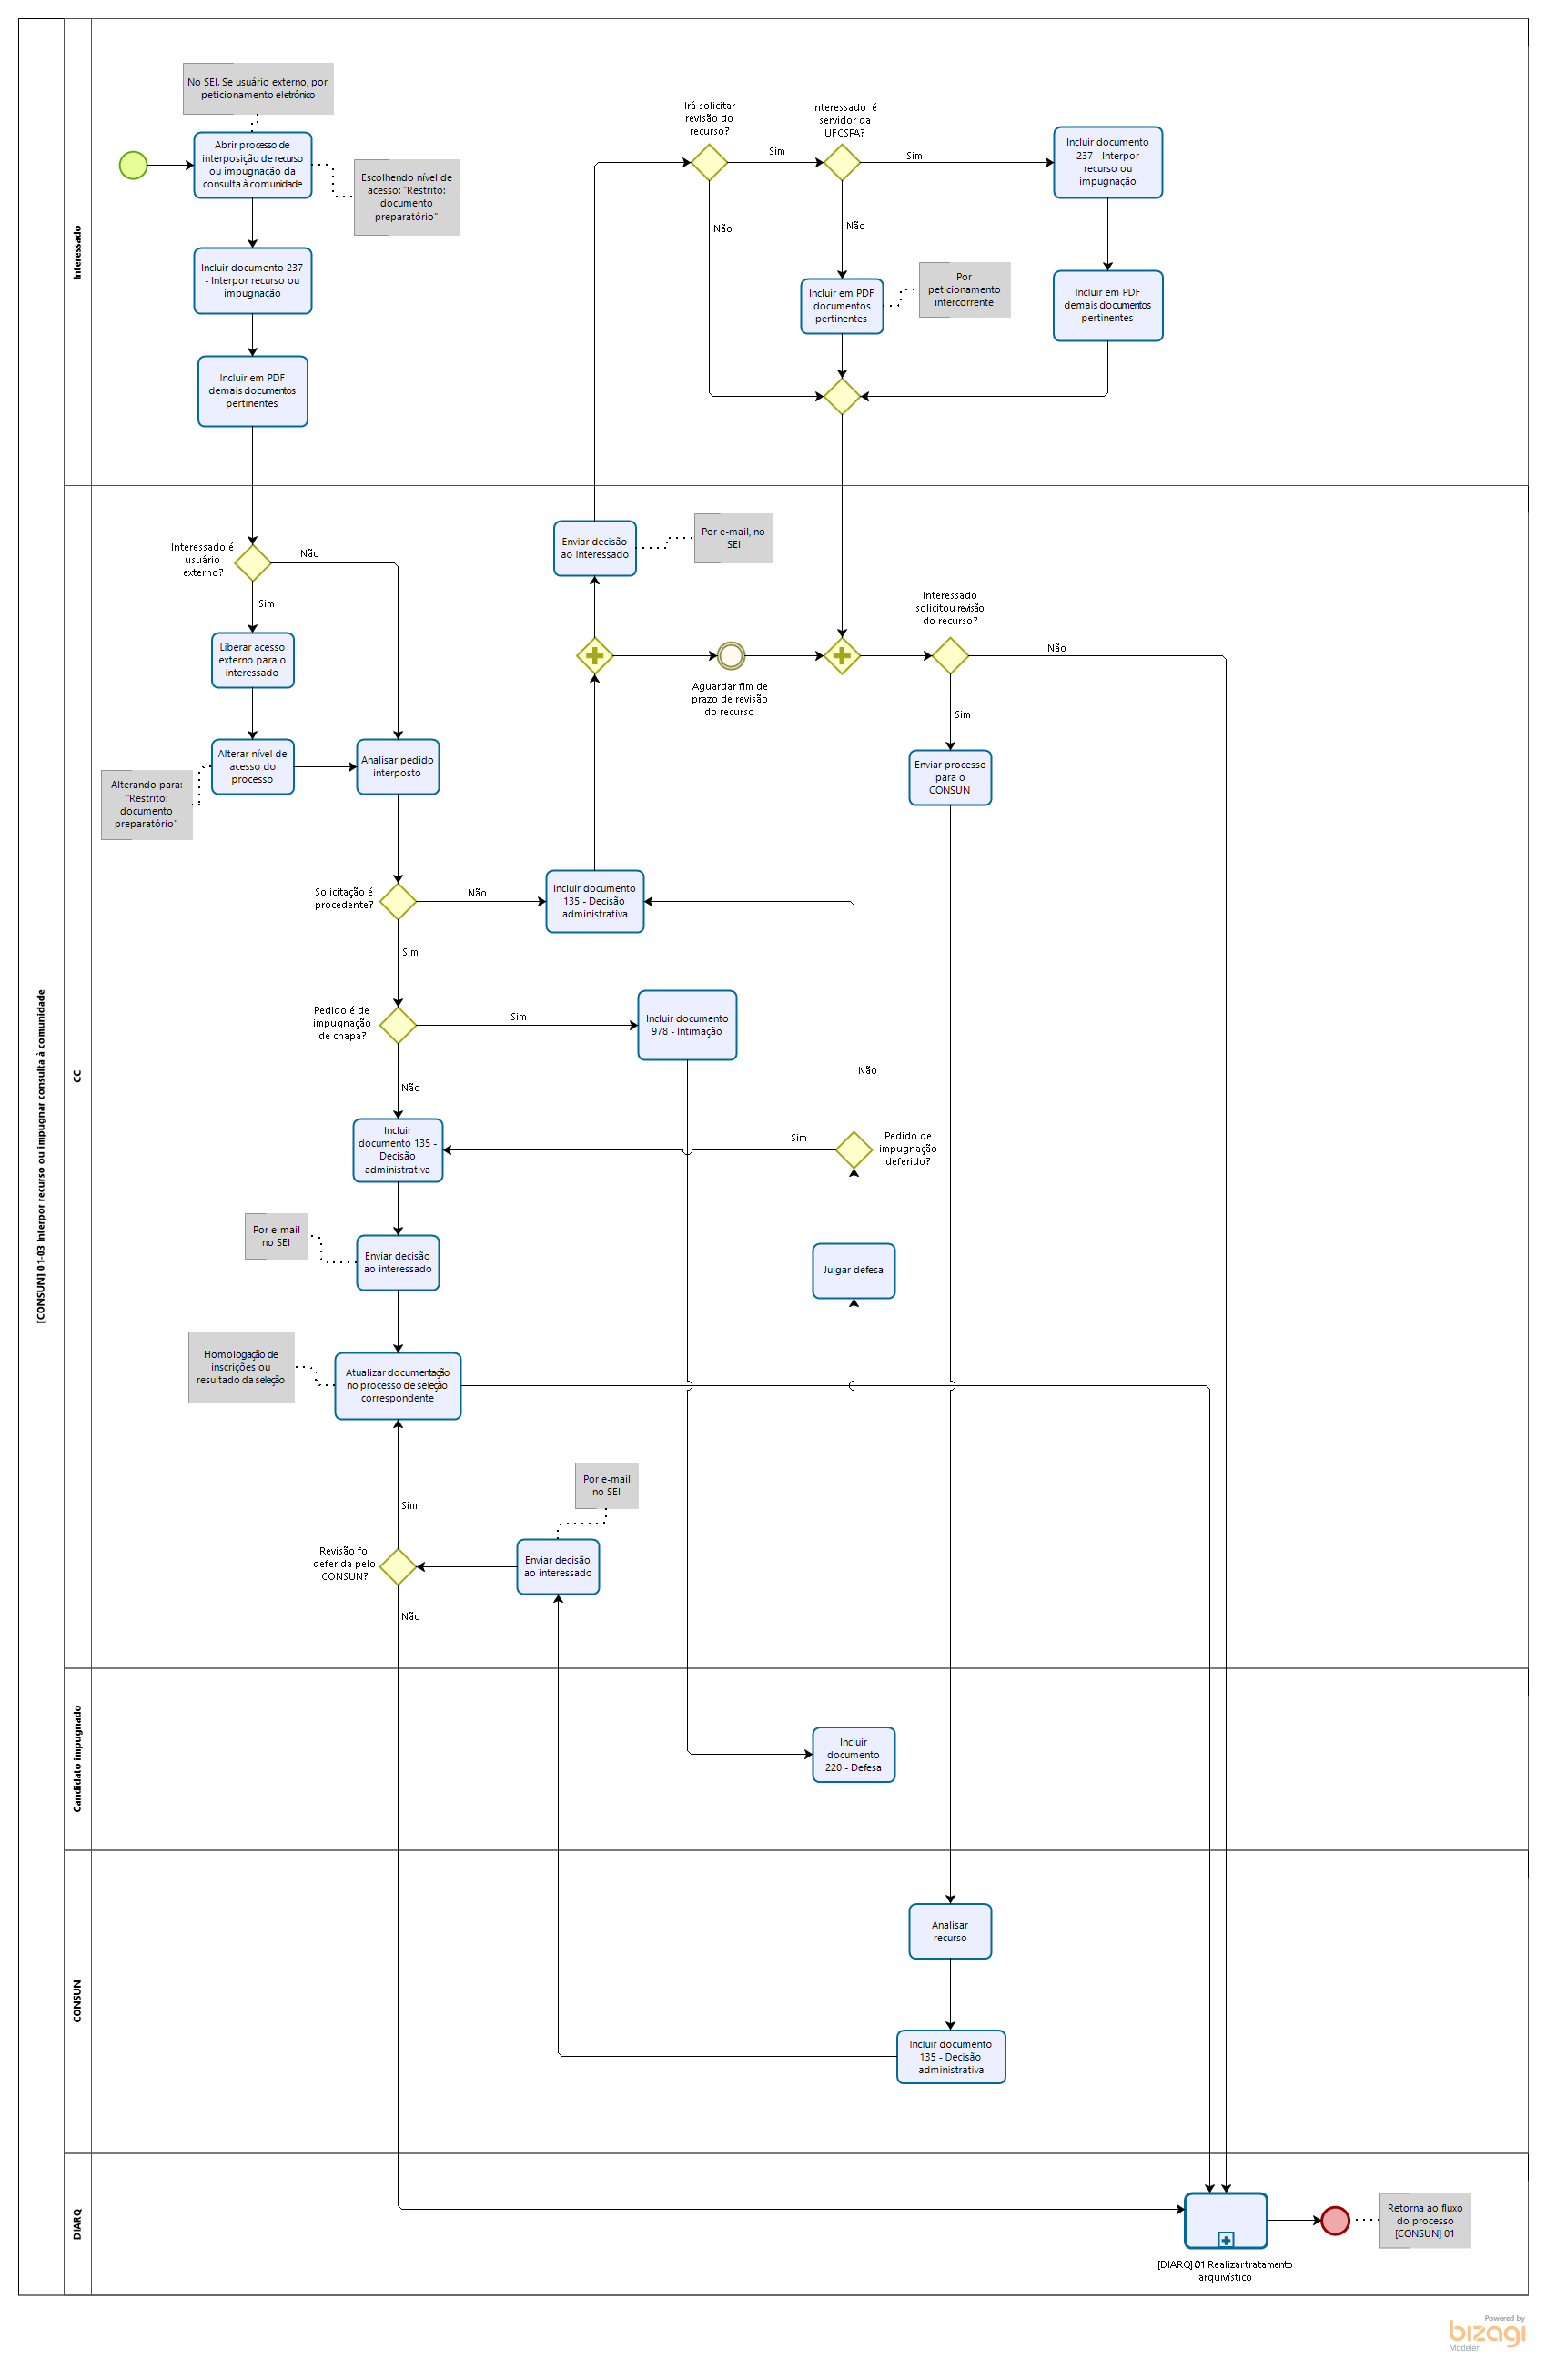 [CONSUN] 01-03 Interpor recurso ou impugnar consulta à comunidade
Interessado
No SEI. Se usuário externo, por
peticionamento eletrônico
Abrir processo de
interposição de recurso
ou impugnação da
consulta à comunidade
Escolhendo nível de
acesso: "Restrito:
documento
preparatório"
Incluir documento 237
- Interpor recurso ou
impugnação
Incluir em PDF
demais documentos
pertinentes
Irá solicitar
revisão do
recurso?
Sim
Não
Interessado é
servidor da
UFCSPA?
Sim
Não
Incluir documento
237 - Interpor
recurso ou
impugnação
Incluir em PDF
documentos
pertinentes
Por
peticionamento
intercorrente
Incluir em PDF
demais documentos
pertinentes
CC
Interessado é
usuário
externo?
Não
Sim
Liberar acesso
externo para o
interessado
Alterar nível de
acesso do
processo
Alterando para:
"Restrito:
documento
preparatório"
Analisar pedido
interposto
Enviar decisão
ao interessado
Por e-mail, no
SEI
Aguardar fim de
prazo de revisão
do recurso
Interessado
solicitou revisão
do recurso?
Não
Sim
Enviar processo
para o
CONSUN
Solicitação é
procedente?
Não
Sim
Incluir documento
135 - Decisão
administrativa
Pedido é de
impugnação
de chapa?
Sim
Não
Incluir documento
978 - Intimação
Não
Incluir
documento 135 -
Decisão
administrativa
Sim
Pedido de
impugnação
deferido?
Por e-mail
no SEI
Enviar decisão
ao interessado
Julgar defesa
Homologação de
inscrições ou
resultado da seleção
Atualizar documentação
no processo de seleção
correspondente
Por e-mail
no SEI
Sim
Revisão foi
deferida pelo
CONSUN?
Enviar decisão
ao interessado
Não
Candidato impugnado
Incluir
documento
220 - Defesa
CONSUN
Analisar
recurso
Incluir documento
135 - Decisão
administrativa
DIARQ
Retorna ao fluxo
do processo
[CONSUN] 01
[DIARQ] 01 Realizar tratamento
arquivístico
Powered by
bizagi
Modeler